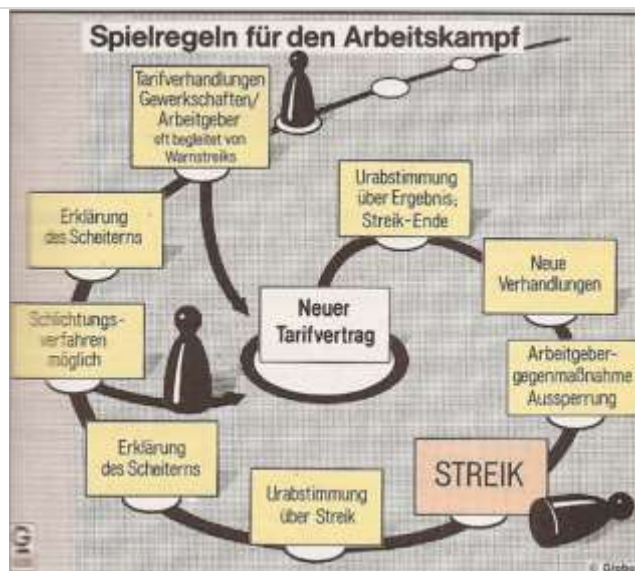 Spielregeln für den Arbeitskampf
Tarifverhandlungen
Gewerkschaften/
Arbeitgeber
oft begleitet von
Warnstreiks
Erklärung
des Scheiterns
Schlichtungs-
verfahren
möglich
Erklärung
des Scheiterns
Urabstimmung
über Streik
STREIK
Arbeitgeber-
gegenmaßnahme
Aussperrung
Neue
Verhandlungen
Urabstimmung
über Ergebnis,
Streik-Ende
Neuer
Tarifvertrag
© Globus